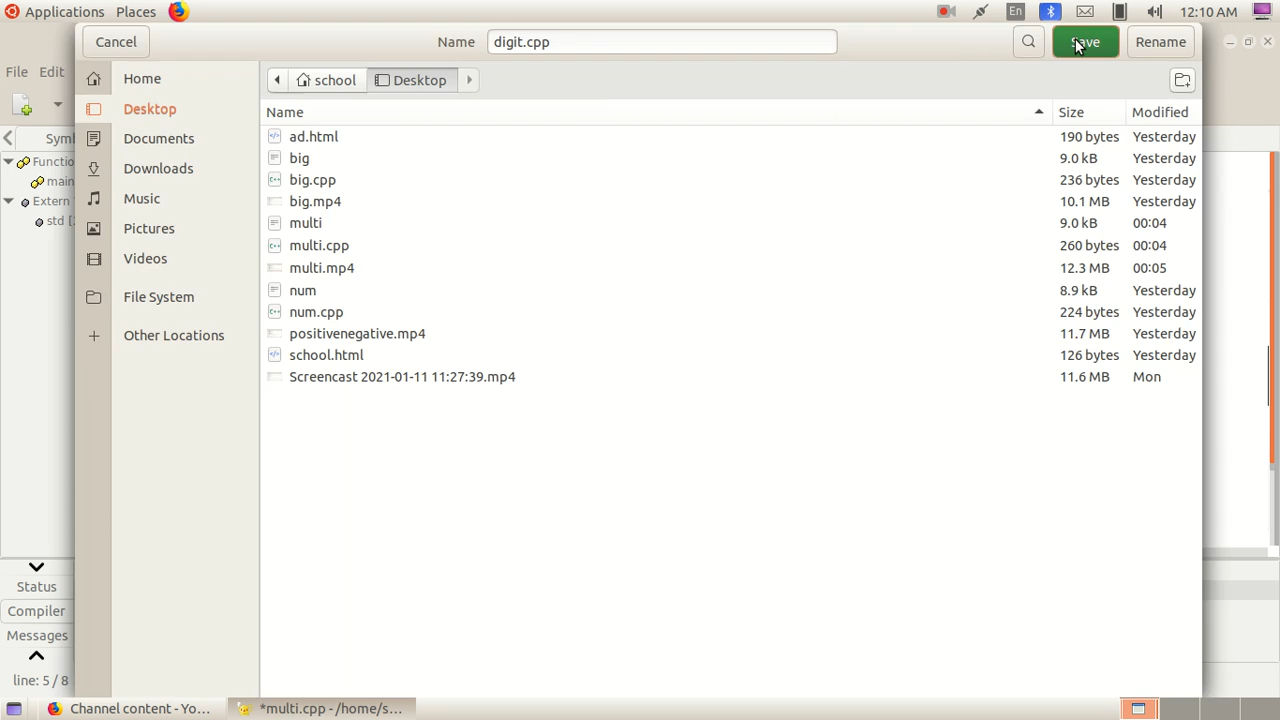 Applications Places En 12:10 AM
Cancel Name digit.cpp Save Rename
File Edit
school Desktop
Home
Desktop
Documents
Downloads
Music
Pictures
Videos
File System
Other Locations
Name Size Modified
ad.html 190 bytes Yesterday
big 9.0 kB Yesterday
big.cpp 236 bytes Yesterday
big.mp4 10.1 MB Yesterday
multi 9.0 kB 00:04
multi.cpp 260 bytes 00:04
multi.mp4 12.3 MB 00:05
num 8.9 kB Yesterday
num.cpp 224 bytes Yesterday
positivenegative.mp4 11.7 MB Yesterday
school.html 126 bytes Yesterday
Screencast 2021-01-11 11:27:39.mp4 11.6 MB Mon
Symb
Functio
main
Extern
std [
Status
Compiler
Messages
line: 5 / 8
Channel content - Yo... *multi.cpp - /home/s...